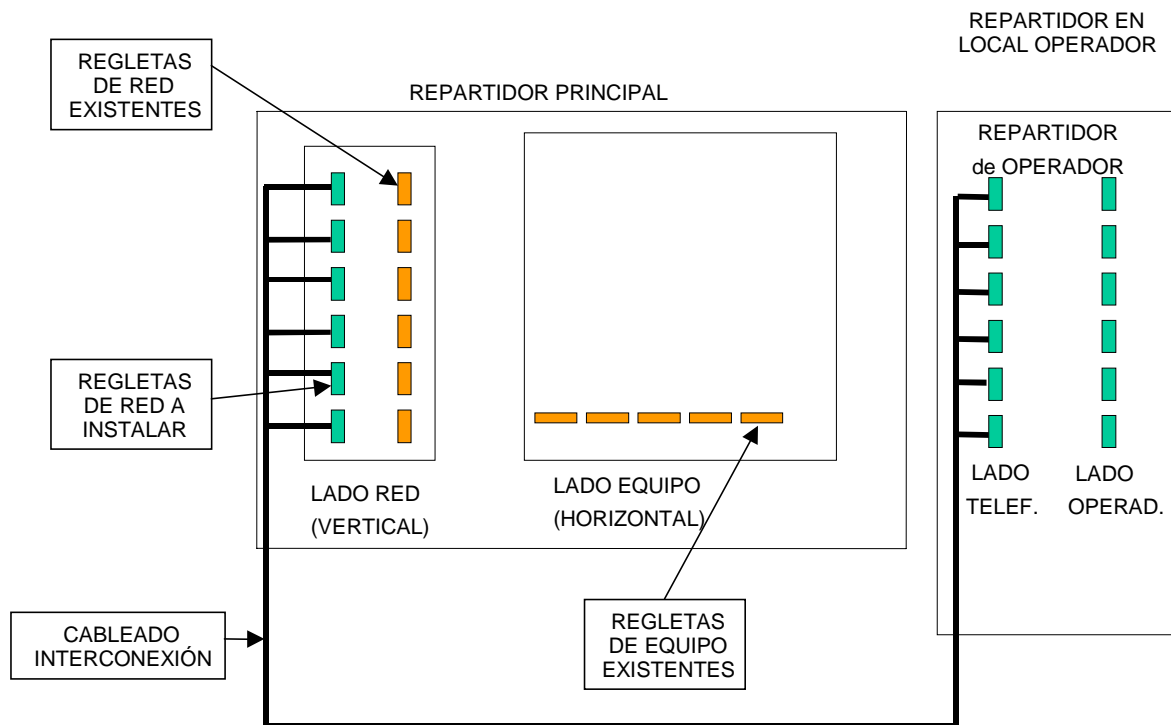 REPARTIDOR EN
LOCAL OPERADOR
REGLETAS
DE RED
EXISTENTES
REPARTIDOR PRINCIPAL
REPARTIDOR
de OPERADOR
REGLETAS
DE RED A
INSTALAR
LADO RED
(VERTICAL)
LADO EQUIPO
(HORIZONTAL)
LADO
TELEF.
LADO
OPERAD.
CABLEADO
INTERCONEXIÓN
REGLETAS
DE EQUIPO
EXISTENTES